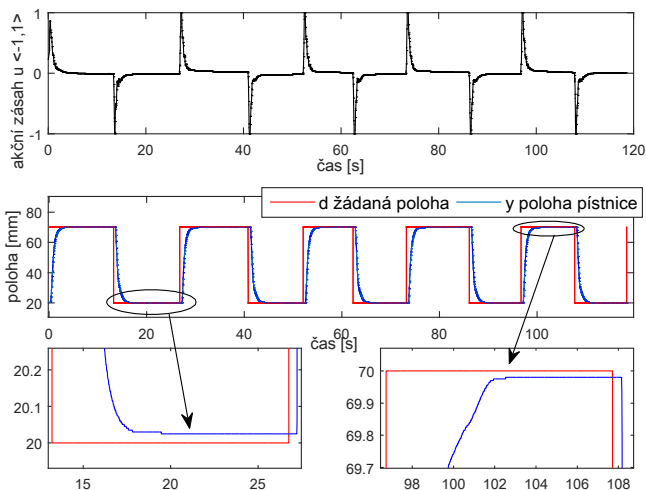 akční zásah u <-1,1>
1
0
-1
0 20 40 60 80 100 120
čas [s]
d žádaná poloha
y poloha pístnice
poloha [mm]
80
60
40
20
0 20 40 60 80 100
čas [s]
20.2
20.1
20
15 20 25
70
69.9
69.8
69.7
98 100 102 104 106 108